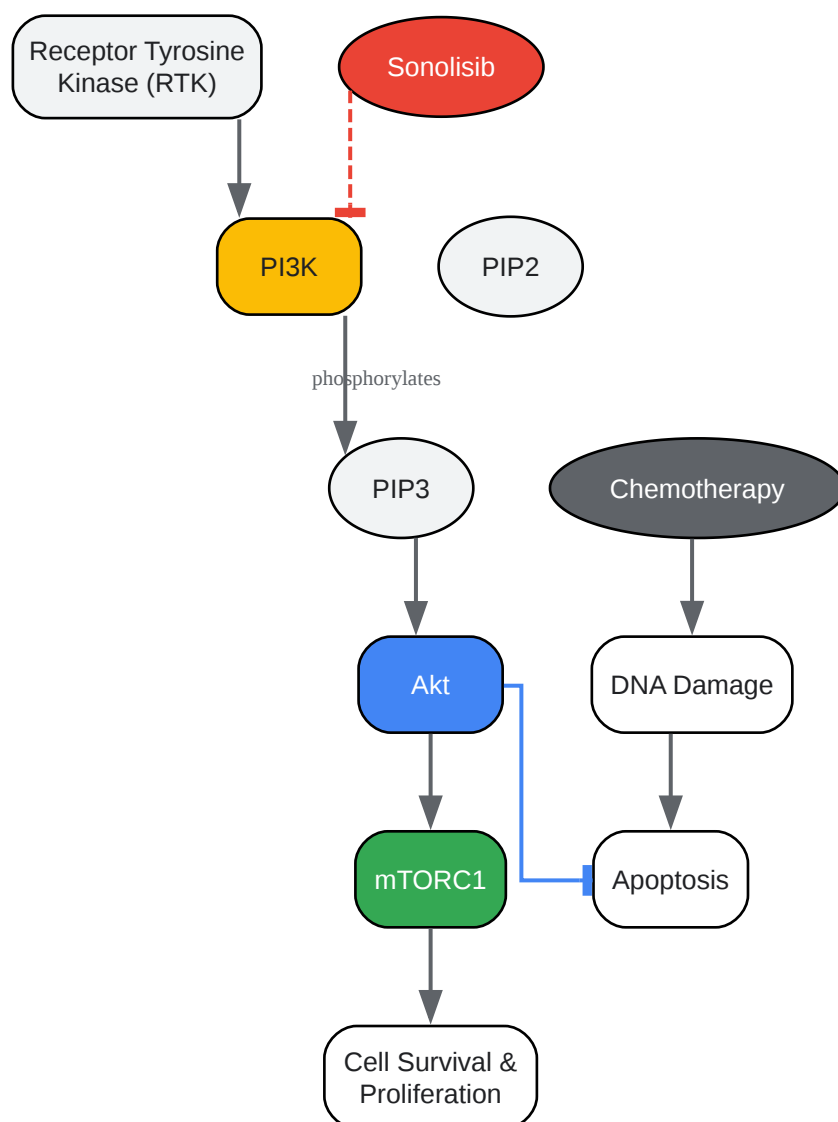 Receptor Tyrosine
Kinase (RTK)
Sonolisib
PI3K
PIP2
phosphorylates
PIP3
Chemotherapy
Akt
DNA Damage
mTORC1
Apoptosis
Cell Survival &
Proliferation